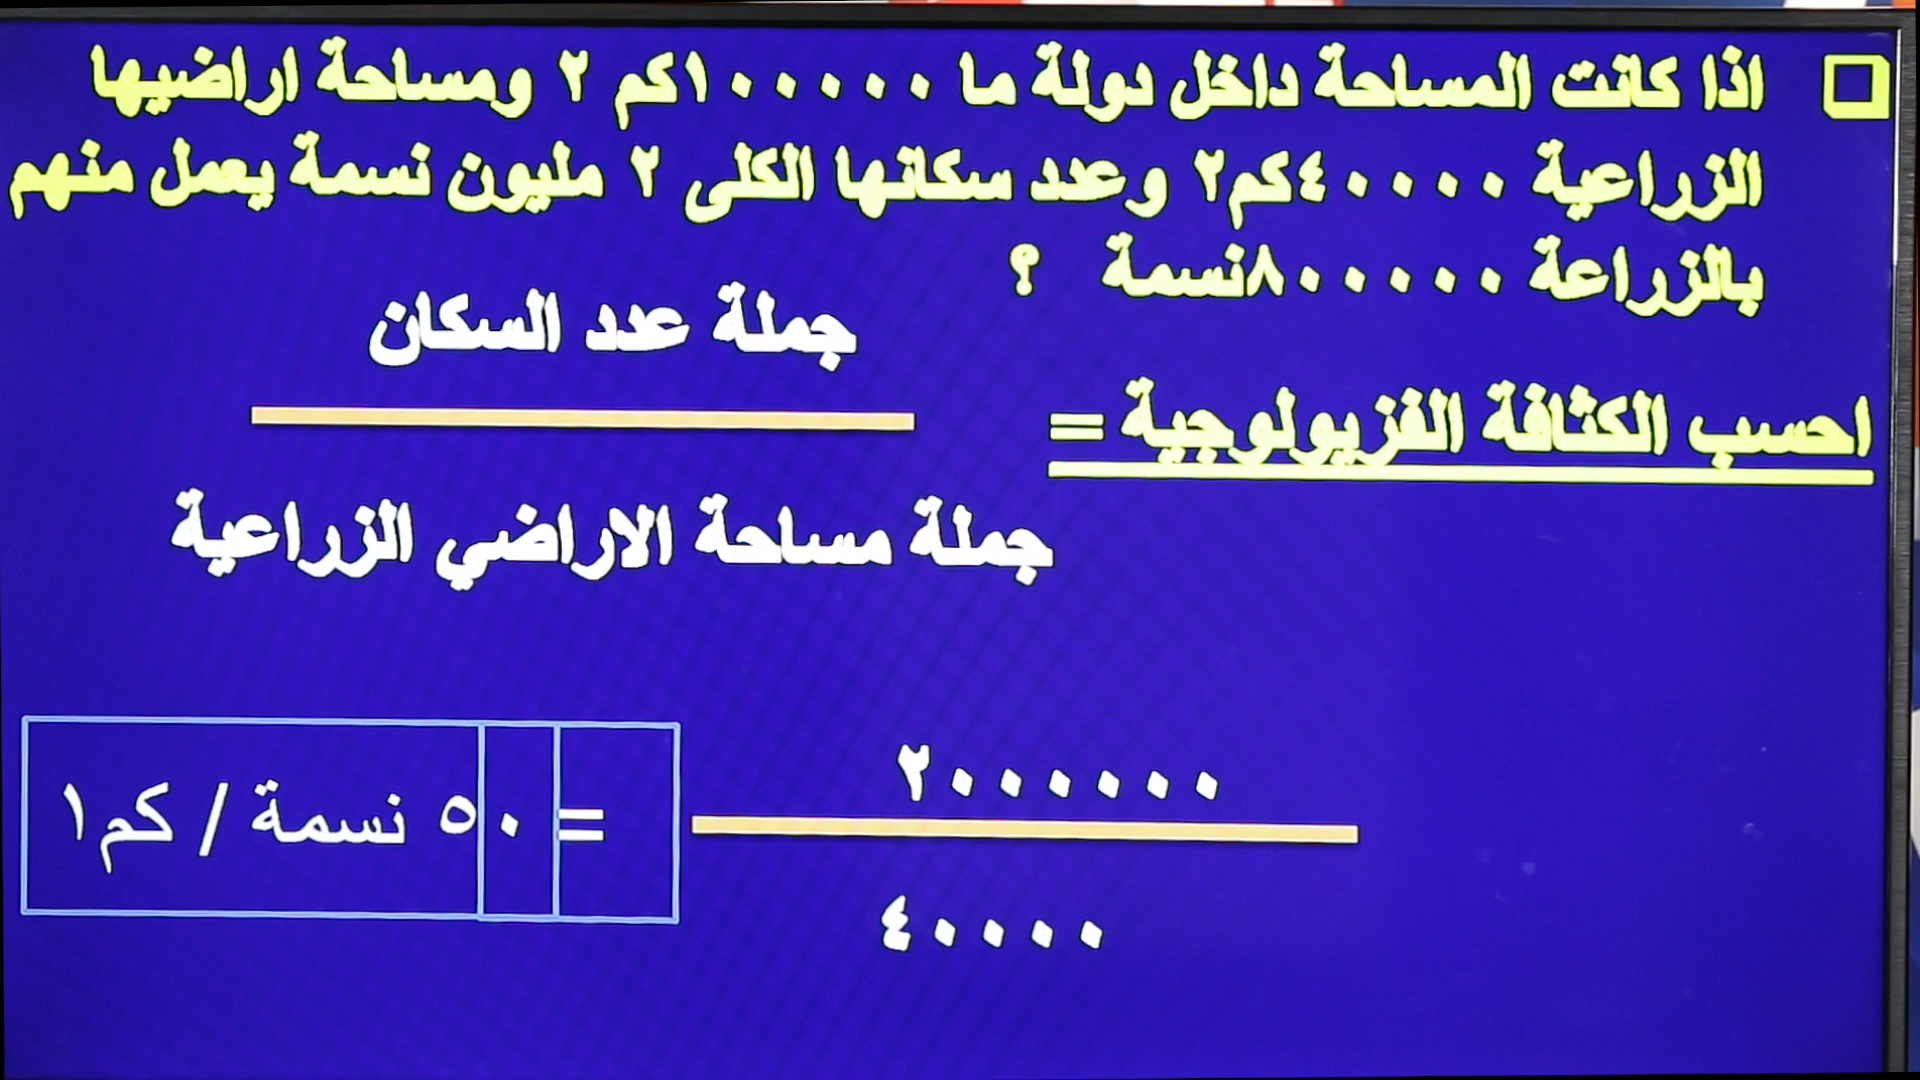 اذا كانت المساحة داخل دولة ما ١٠٠٠٠٠كم ٢ ومساحة اراضيها
الزراعية ٤٠٠٠٠كم٢ وعدد سكانها الكلى ٢ مليون نسمة يعمل منهم
بالزراعة ٨٠٠٠٠٠نسمة ؟
جملة عدد السكان
احسب الكثافة الفزيولوجية =
جملة مساحة الاراضي الزراعية
٢٠٠٠٠٠٠
= ٥٠ نسمة / كم١
٤٠٠٠٠